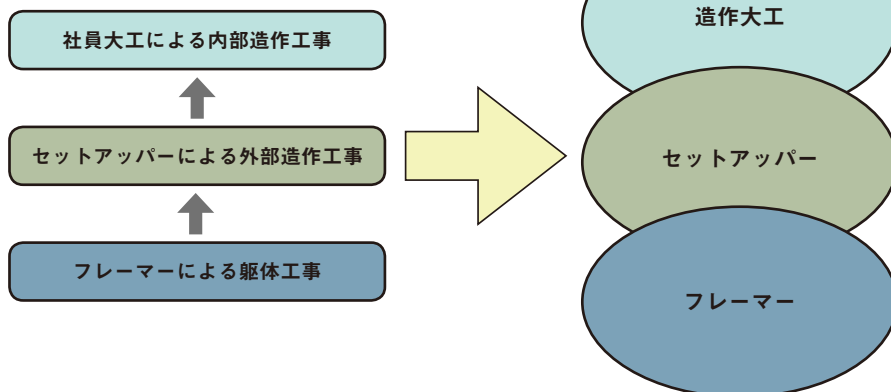 社員大工による内部造作工事
セットアッパーによる外部造作工事
フレーマーによる躯体工事
造作大工
セットアッパー
フレーマー